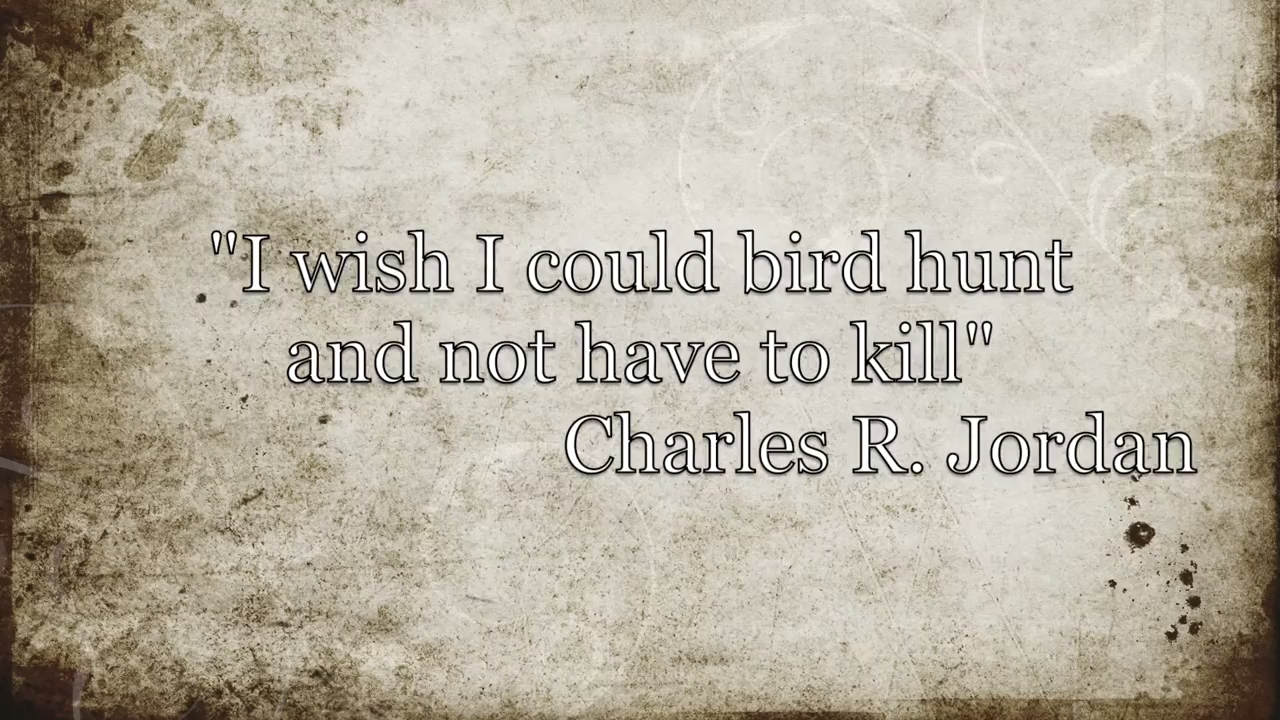 "I wish I could bird hunt
and not have to kill"
Charles R. Jordan